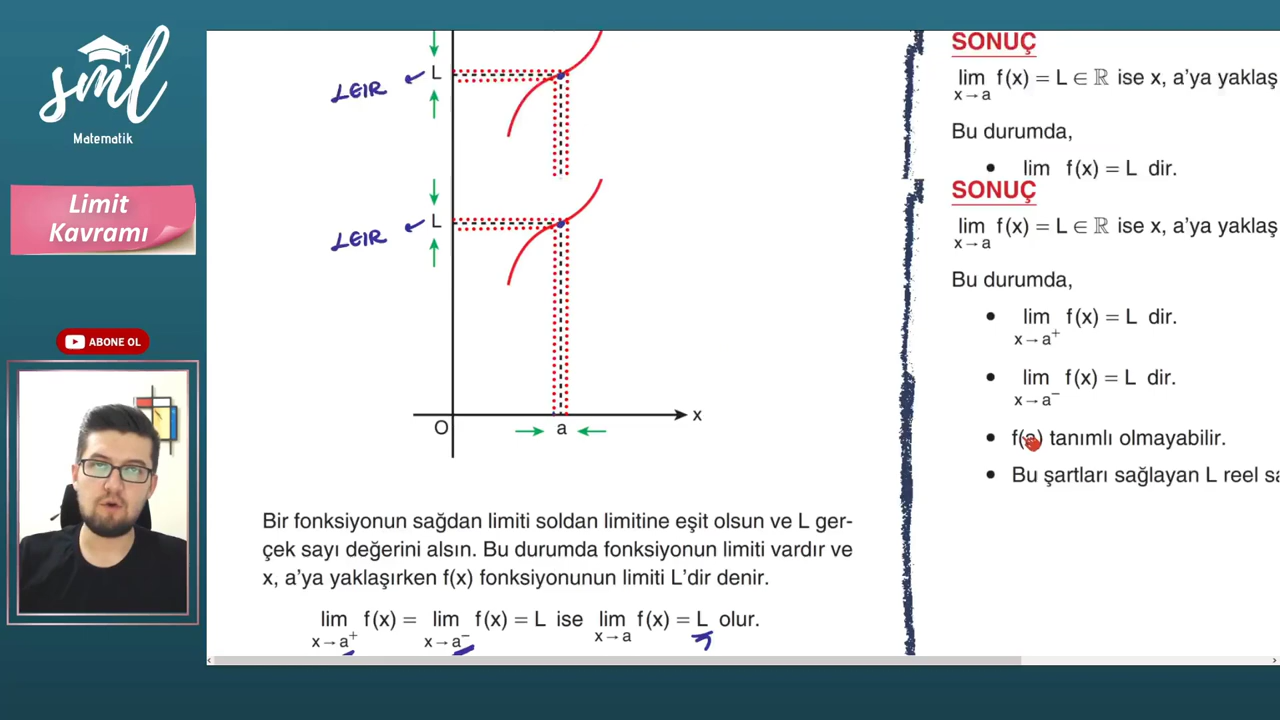 sml
Matematik
Limit
Kavramı
ABONE OL
L
LEIR
L
LEIR
O
a
x
Bir fonksiyonun sağdan limiti soldan limitine eşit olsun ve L ger-
çek sayı değerini alsın. Bu durumda fonksiyonun limiti vardır ve
x, a'ya yaklaşırken f(x) fonksiyonunun limiti L'dir denir.
lim f(x) = lim f(x) = L ise lim f(x) = L olur.
x→a⁺ x→a⁻ x→a
SONUÇ
lim f(x) = L ∈ ℝ ise x, a'ya yaklaş
x→a
Bu durumda,
• lim f(x) = L dir.
SONUÇ
lim f(x) = L ∈ ℝ ise x, a'ya yaklaş
x→a
Bu durumda,
• lim f(x) = L dir.
x→a⁺
• lim f(x) = L dir.
x→a⁻
• f(a) tanımlı olmayabilir.
• Bu şartları sağlayan L reel sa